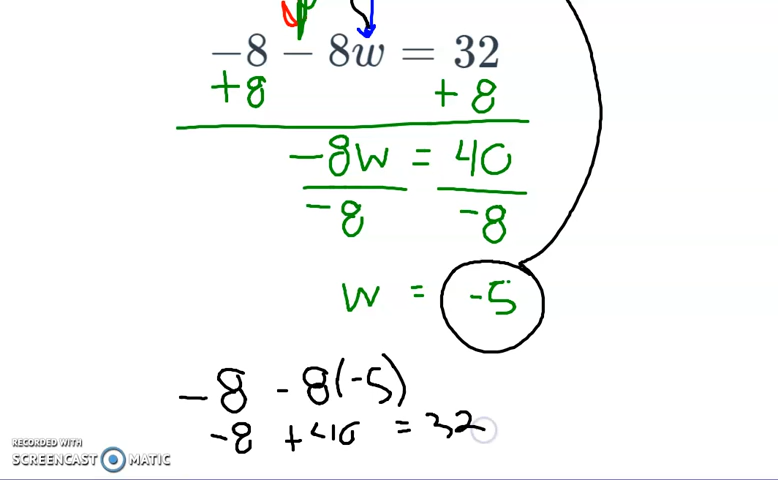 −8 − 8w = 32
+8 +8
−8w = 40
−8 −8
w = -5
-8 - 8(-5)
-8 +40 = 32
RECORDED WITH
SCREENCAST MATIC